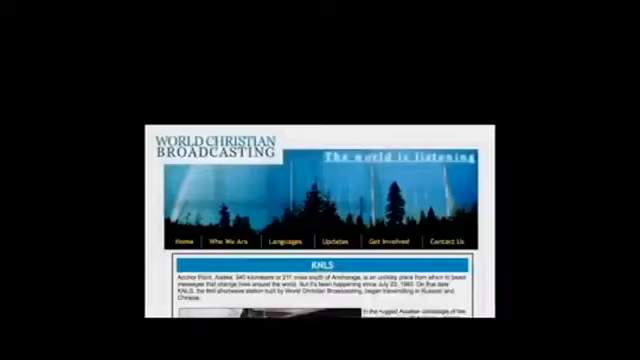 WORLD CHRISTIAN
BROADCASTING
The world is listening
Home Who We Are Languages Updates Get Involved Contact Us
KNLS
Anchor Point, Alaska, 340 kilometers or 211 miles south of Anchorage, is an unlikely place from which to beam
messages that change lives around the world. But it's been happening since July 23, 1983. On that date
KNLS, the first shortwave station built by World Christian Broadcasting, began transmitting in Russian and
Chinese.
In the rugged Alaskan